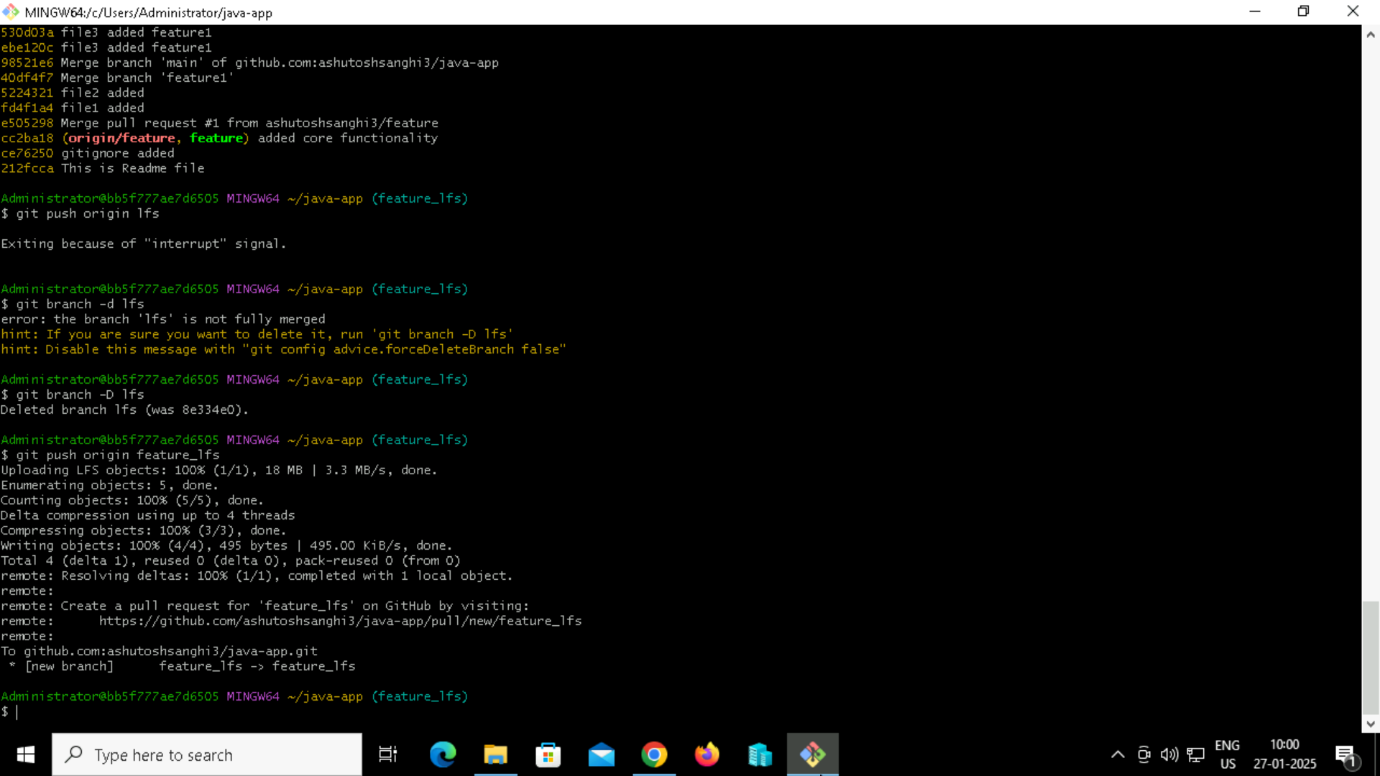 MINGW64:/c/Users/Administrator/java-app
530d03a file3 added feature1
ebe120c file3 added feature1
98521e6 Merge branch 'main' of github.com:ashutoshsanghi3/java-app
40df4f7 Merge branch 'feature1'
5224321 file2 added
fd4f1a4 file1 added
e505298 Merge pull request #1 from ashutoshsanghi3/feature
cc2ba18 (origin/feature, feature) added core functionality
ce76250 gitignore added
212fcca This is Readme file
Administrator@bb5f777ae7d6505 MINGW64 ~/java-app (feature_lfs)
$ git push origin lfs
Exiting because of "interrupt" signal.
Administrator@bb5f777ae7d6505 MINGW64 ~/java-app (feature_lfs)
$ git branch -d lfs
error: the branch 'lfs' is not fully merged
hint: If you are sure you want to delete it, run 'git branch -D lfs'
hint: Disable this message with "git config advice.forceDeleteBranch false"
Administrator@bb5f777ae7d6505 MINGW64 ~/java-app (feature_lfs)
$ git branch -D lfs
Deleted branch lfs (was 8e334e0).
Administrator@bb5f777ae7d6505 MINGW64 ~/java-app (feature_lfs)
$ git push origin feature_lfs
Uploading LFS objects: 100% (1/1), 18 MB | 3.3 MB/s, done.
Enumerating objects: 5, done.
Counting objects: 100% (5/5), done.
Delta compression using up to 4 threads
Compressing objects: 100% (3/3), done.
Writing objects: 100% (4/4), 495 bytes | 495.00 KiB/s, done.
Total 4 (delta 1), reused 0 (delta 0), pack-reused 0 (from 0)
remote: Resolving deltas: 100% (1/1), completed with 1 local object.
remote:
remote: Create a pull request for 'feature_lfs' on GitHub by visiting:
remote:      https://github.com/ashutoshsanghi3/java-app/pull/new/feature_lfs
remote:
To github.com:ashutoshsanghi3/java-app.git
 * [new branch]      feature_lfs -> feature_lfs
Administrator@bb5f777ae7d6505 MINGW64 ~/java-app (feature_lfs)
$
Type here to search
ENG
US
10:00
27-01-2025
1